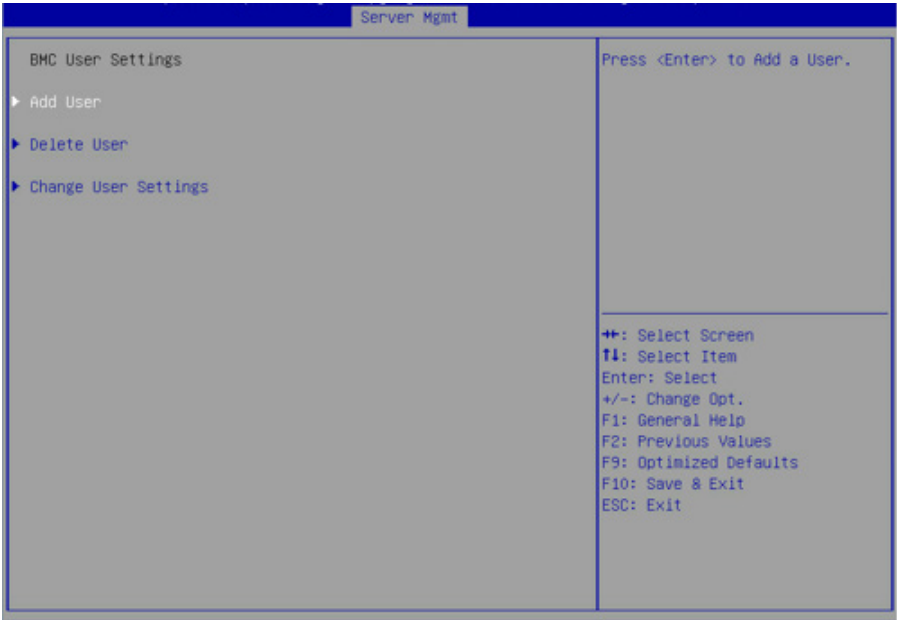 Server Mgmt
BMC User Settings
Add User
Delete User
Change User Settings
Press <Enter> to Add a User.
→←: Select Screen
↑↓: Select Item
Enter: Select
+/-: Change Opt.
F1: General Help
F2: Previous Values
F9: Optimized Defaults
F10: Save & Exit
ESC: Exit